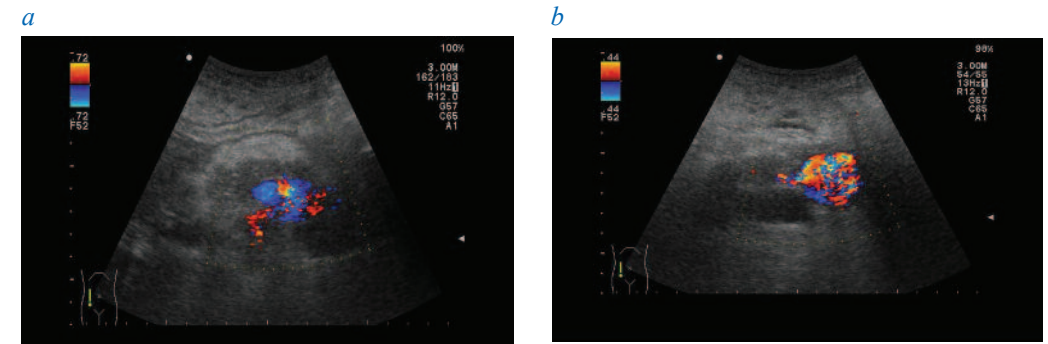 a
.72
.72
F52
100%
3.00M
162/183
11Hz
R12.0
G57
C65
A1
b
.44
.44
F52
96%
3.00M
54/55
13Hz
R12.0
G57
C65
A1